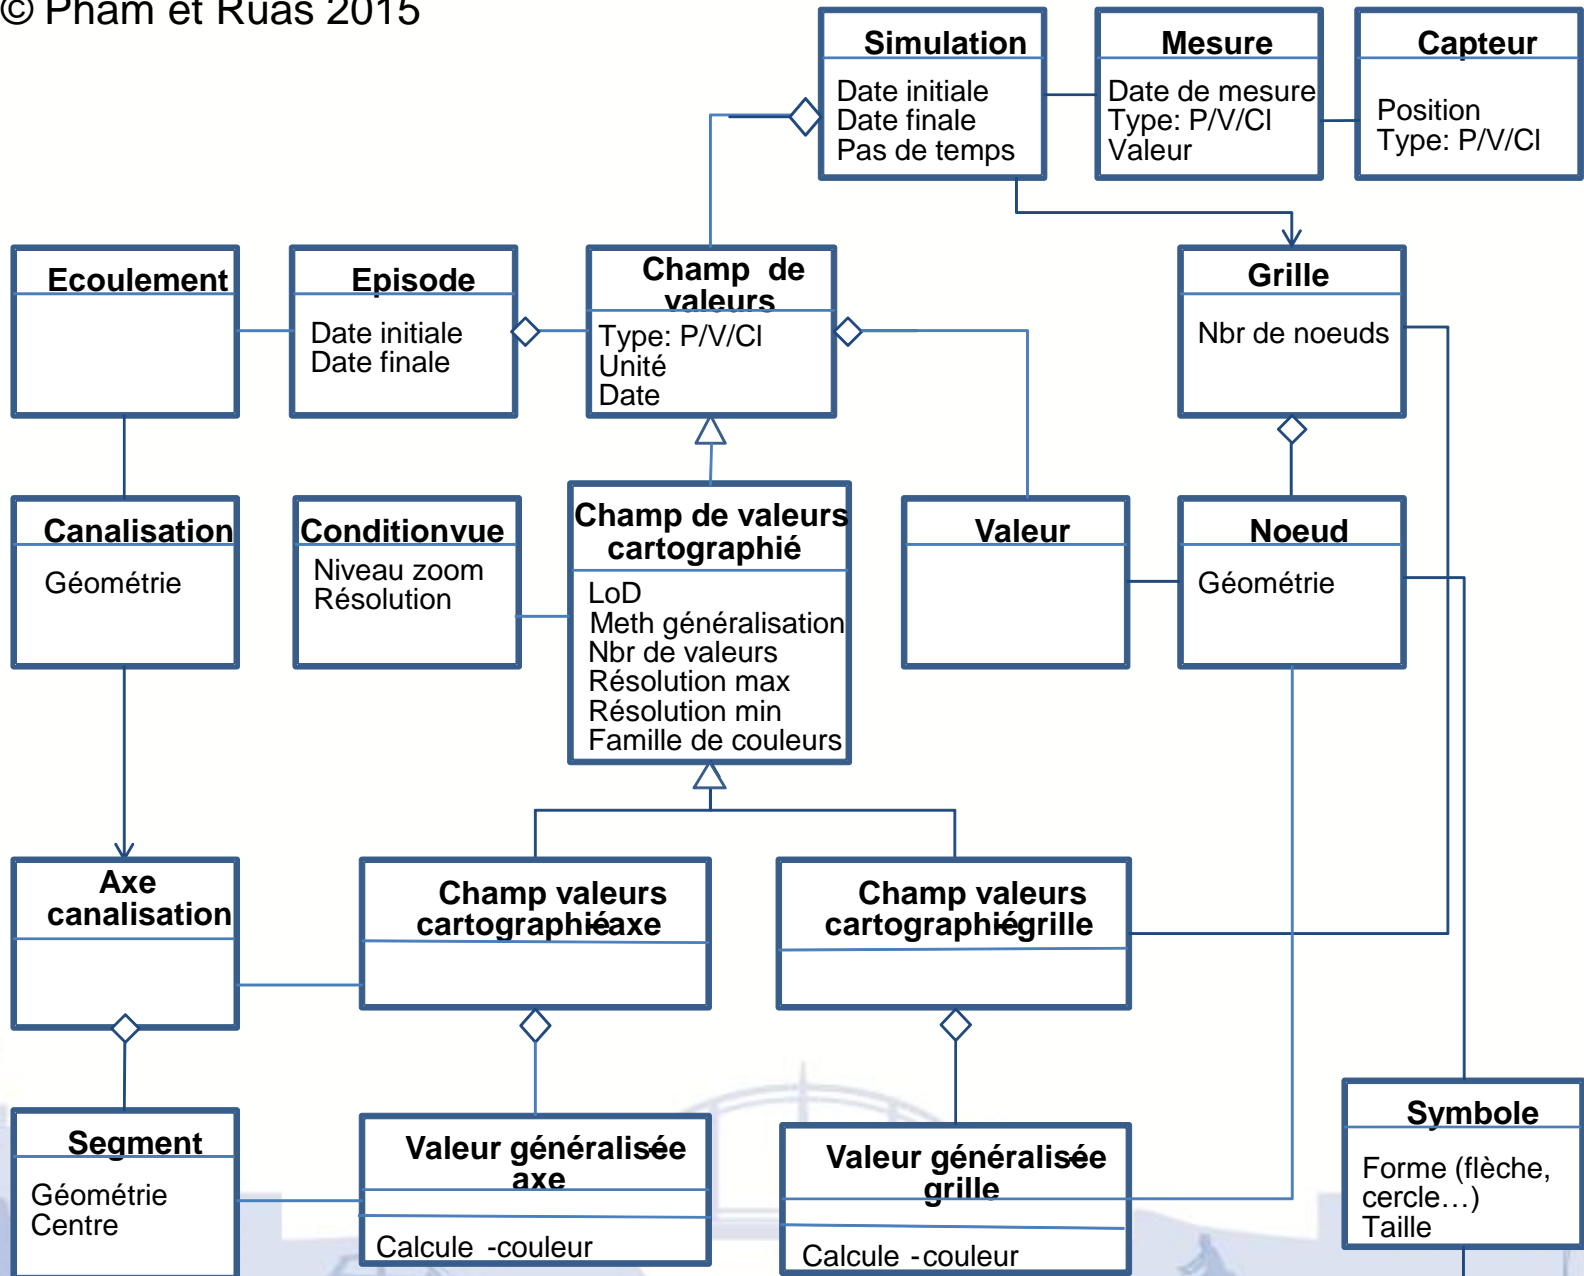 © Pham et Ruas 2015
Simulation
Date initiale
Date finale
Pas de temps
Mesure
Date de mesure
Type: P/V/Cl
Valeur
Capteur
Position
Type: P/V/Cl
Ecoulement
Episode
Date initiale
Date finale
Champ de
valeurs
Type: P/V/Cl
Unité
Date
Grille
Nbr de noeuds
Canalisation
Géométrie
Conditionvue
Niveau zoom
Résolution
Champ de valeurs
cartographié
LoD
Meth généralisation
Nbr de valeurs
Résolution max
Résolution min
Famille de couleurs
Valeur
Noeud
Géométrie
Axe
canalisation
Champ valeurs
cartographié-axe
Champ valeurs
cartographié-grille
Segment
Géométrie
Centre
Valeur généralisée-
axe
Calcule -couleur
Valeur généralisée-
grille
Calcule -couleur
Symbole
Forme (flèche,
cercle…)
Taille